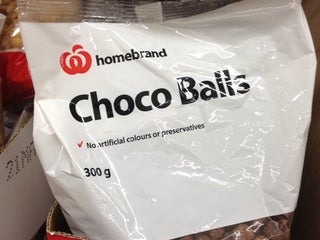 homebrand
Choco Balls
No artificial colours or preservatives
300 g